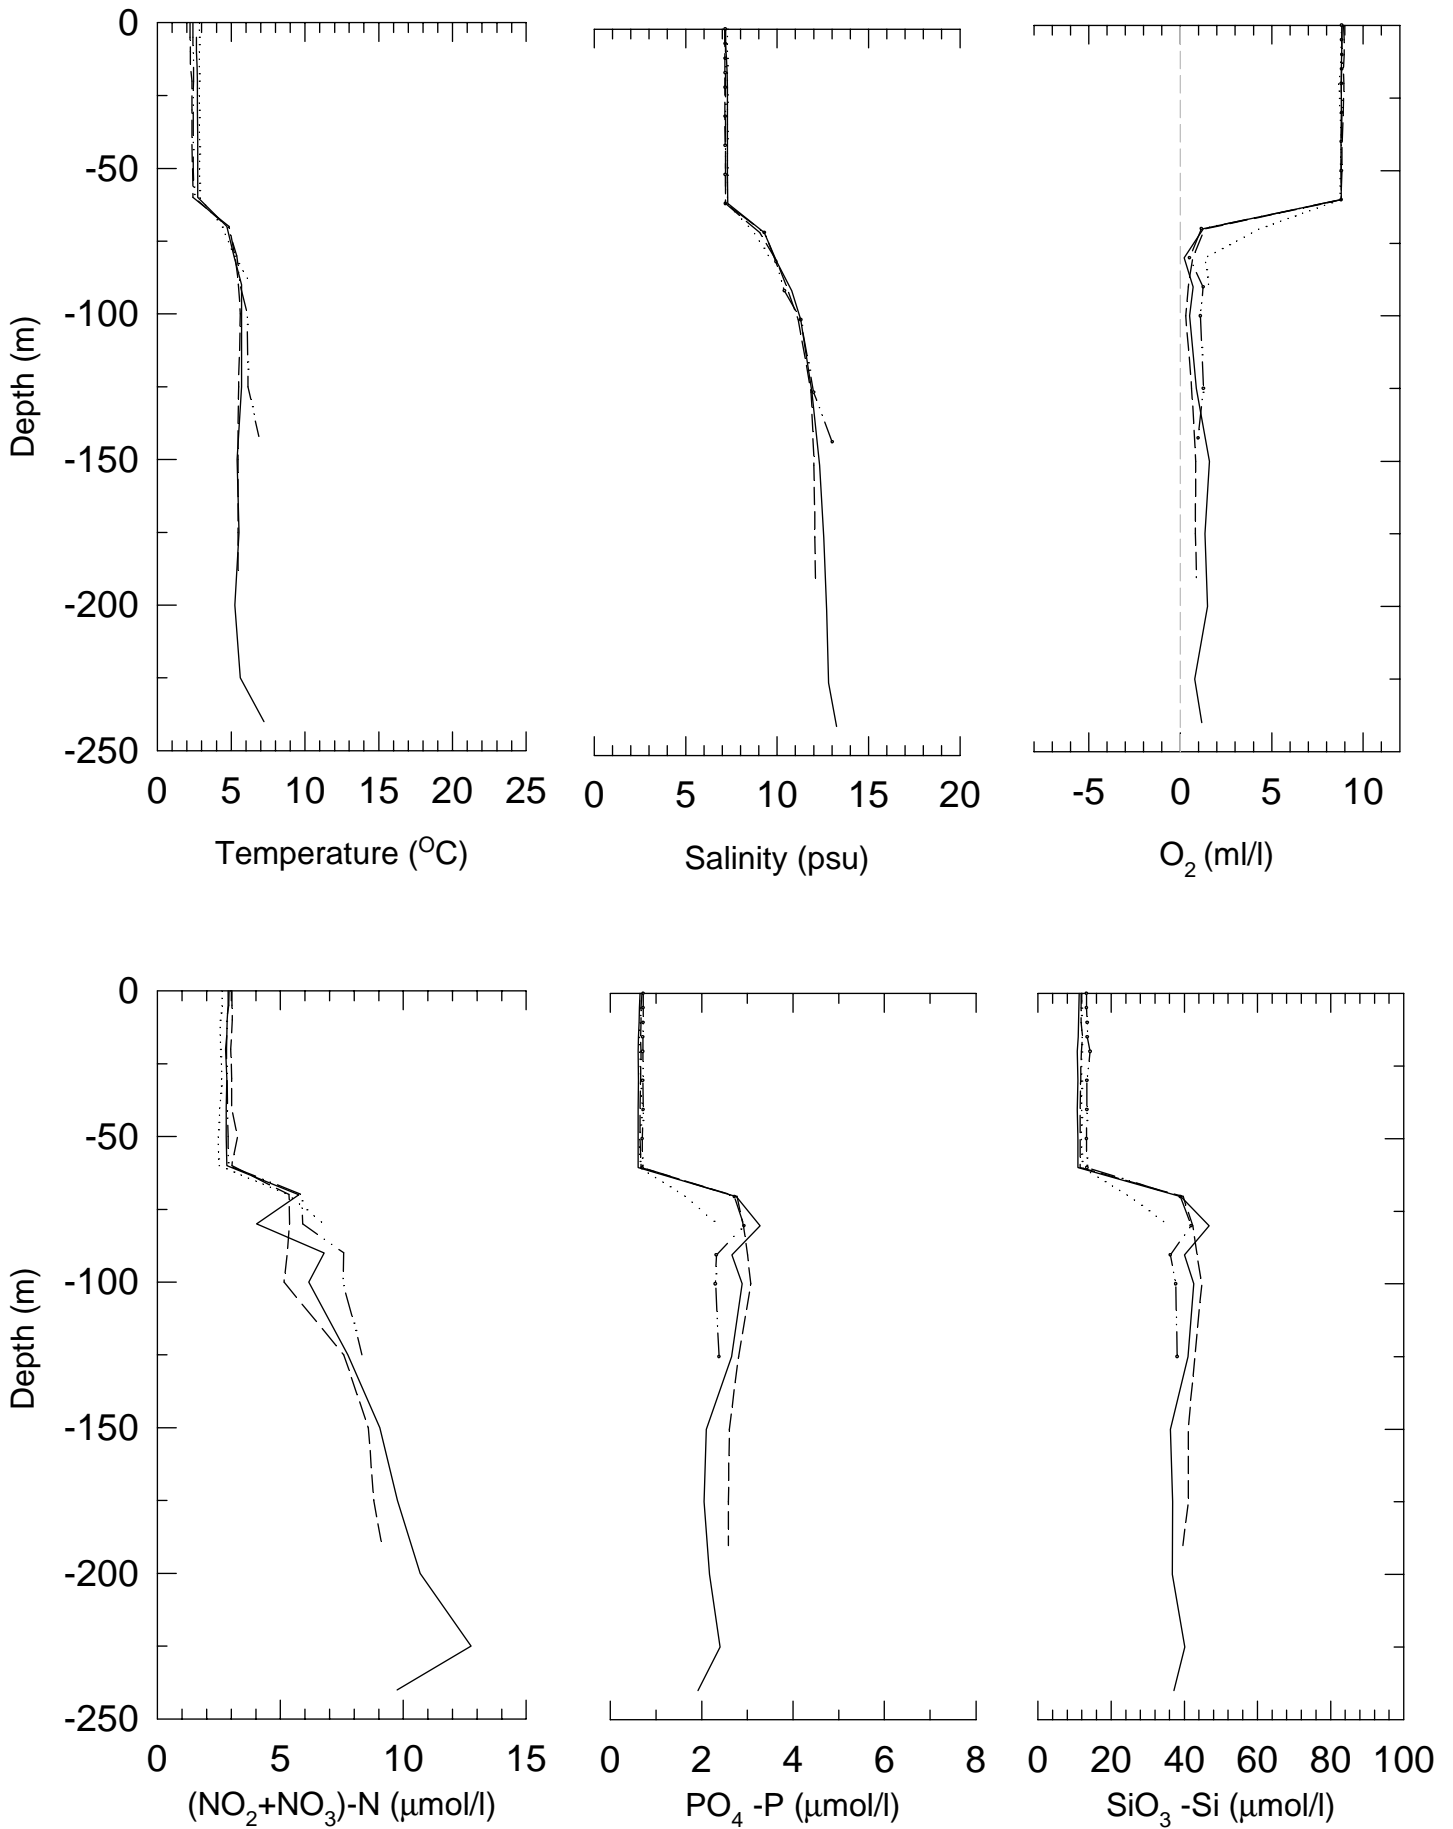 0
-50
-100
-150
-200
-250
Depth (m)
0 5 10 15 20 25
Temperature (°C)
0 5 10 15 20
Salinity (psu)
-5 0 5 10
O₂ (ml/l)
0
-50
-100
-150
-200
-250
Depth (m)
0 5 10 15
(NO₂+NO₃)-N (μmol/l)
0 2 4 6 8
PO₄ -P (μmol/l)
0 20 40 60 80 100
SiO₃ -Si (μmol/l)